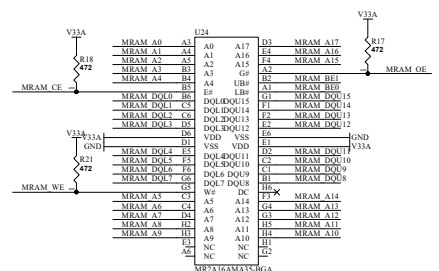 U24
V33A
R18
472
V33A
R17
472
MRAM_A0 A3 A0 A17 D3 MRAM_A17
MRAM_A1 A4 A1 A16 E4 MRAM_A16
MRAM_A2 A5 A2 A15 F4 MRAM_A15
MRAM_A3 B3 A3 G# A2 MRAM_OE
MRAM_A4 B4 A4 UB# B2 MRAM_BE1
MRAM_CE B5 E# LB# A1 MRAM_BE0
MRAM_DQL0 B6 DQL0 DQU15 G1 MRAM_DQU15
MRAM_DQL1 C5 DQL1 DQU14 F1 MRAM_DQU14
MRAM_DQL2 C6 DQL2 DQU13 F2 MRAM_DQU13
MRAM_DQL3 D5 DQL3 DQU12 E2 MRAM_DQU12
V33A V33A D6 VDD VSS E6 GND
GND D1 VSS VDD E1 V33A
MRAM_DQL4 E5 DQL4 DQU11 D2 MRAM_DQU11
R21 MRAM_DQL5 F5 DQL5 DQU10 C2 MRAM_DQU10
472 MRAM_DQL6 F6 DQL6 DQU9 C1 MRAM_DQU9
MRAM_DQL7 G6 DQL7 DQU8 B1 MRAM_DQU8
MRAM_WE G5 W# DC H6
MRAM_A5 C3 A5 A14 F3 MRAM_A14
MRAM_A6 C4 A6 A13 G4 MRAM_A13
MRAM_A7 D4 A7 A12 G3 MRAM_A12
MRAM_A8 H2 A8 A11 H5 MRAM_A11
MRAM_A9 H3 A9 A10 H4 MRAM_A10
E3 NC NC H1
A6 NC NC G2
MR2A16AMA35-BGA